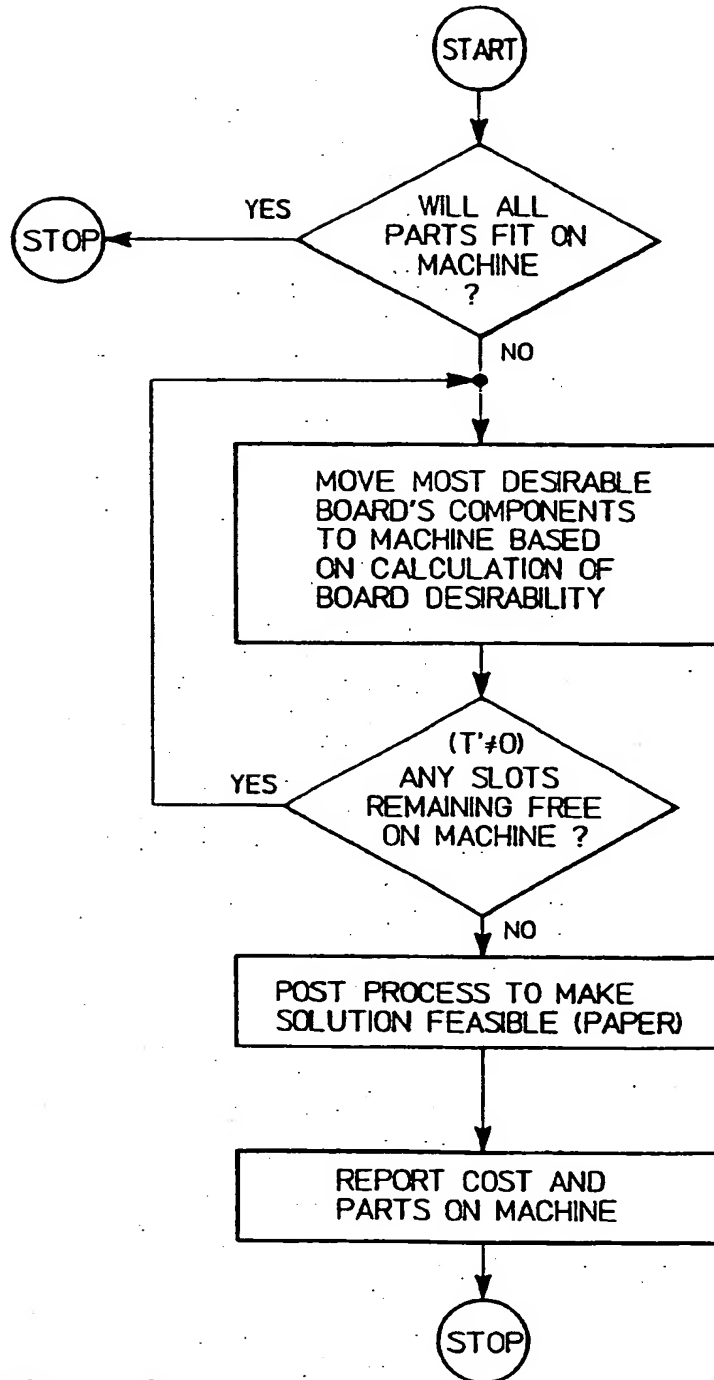 START
WILL ALL
PARTS FIT ON
MACHINE
?
YES
STOP
NO
MOVE MOST DESIRABLE
BOARD'S COMPONENTS
TO MACHINE BASED
ON CALCULATION OF
BOARD DESIRABILITY
(T'≠0)
ANY SLOTS
REMAINING FREE
ON MACHINE ?
YES
NO
POST PROCESS TO MAKE
SOLUTION FEASIBLE (PAPER)
REPORT COST AND
PARTS ON MACHINE
STOP